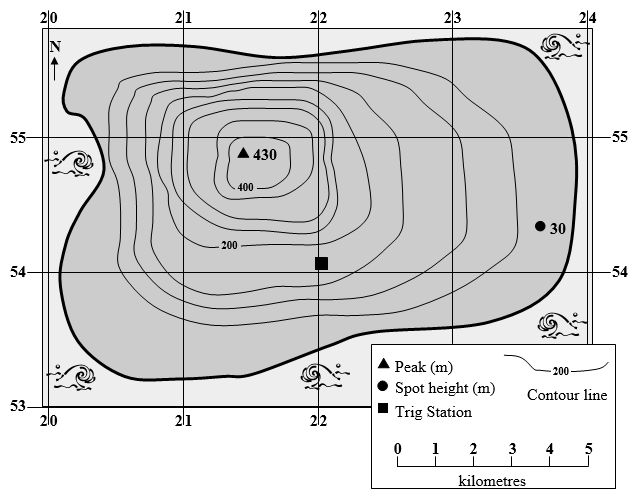 20 21 22 23 24
N
55 55
430
400
30
200
54 54
53
20 21 22
Peak (m)
Spot height (m)
Trig Station
200
Contour line
0 1 2 3 4 5
kilometres